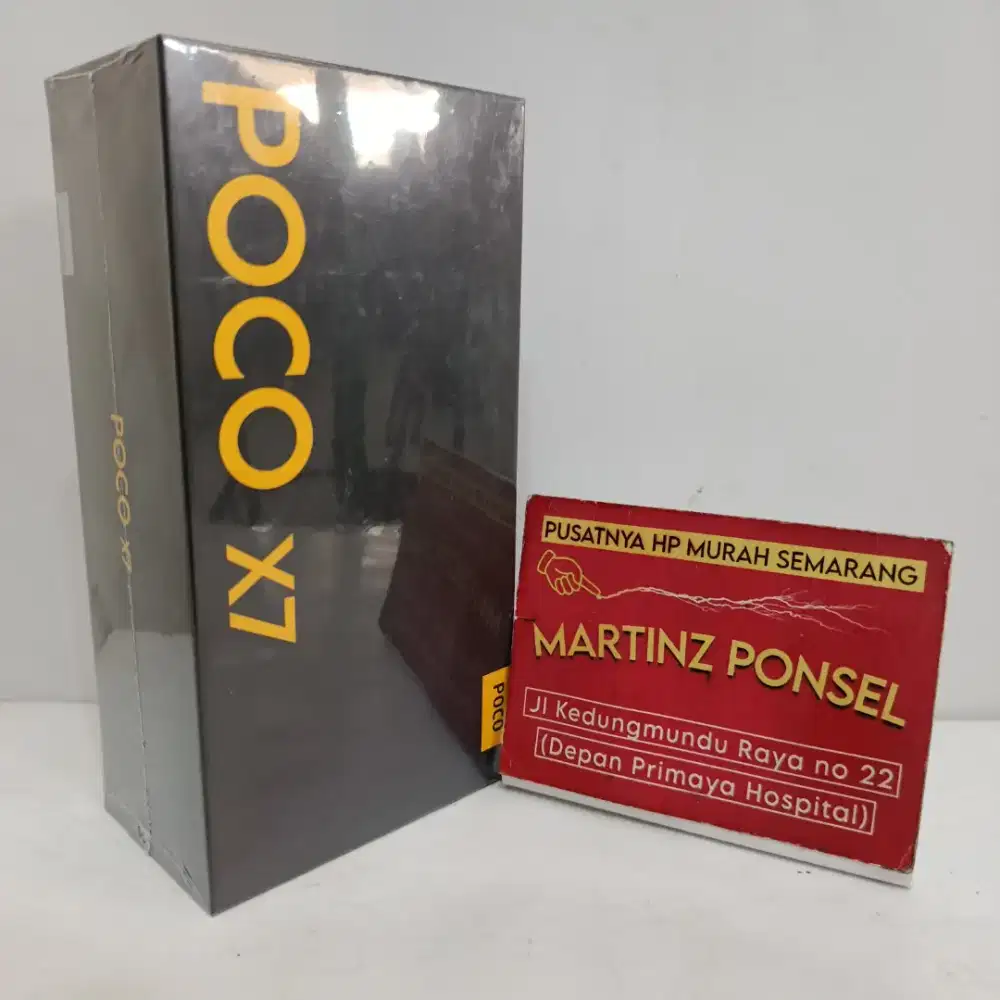 POCO X7
POCO X7
POCO
PUSATNYA HP MURAH SEMARANG
MARTINZ PONSEL
Jl Kedungmundu Raya no 22
(Depan Primaya Hospital)